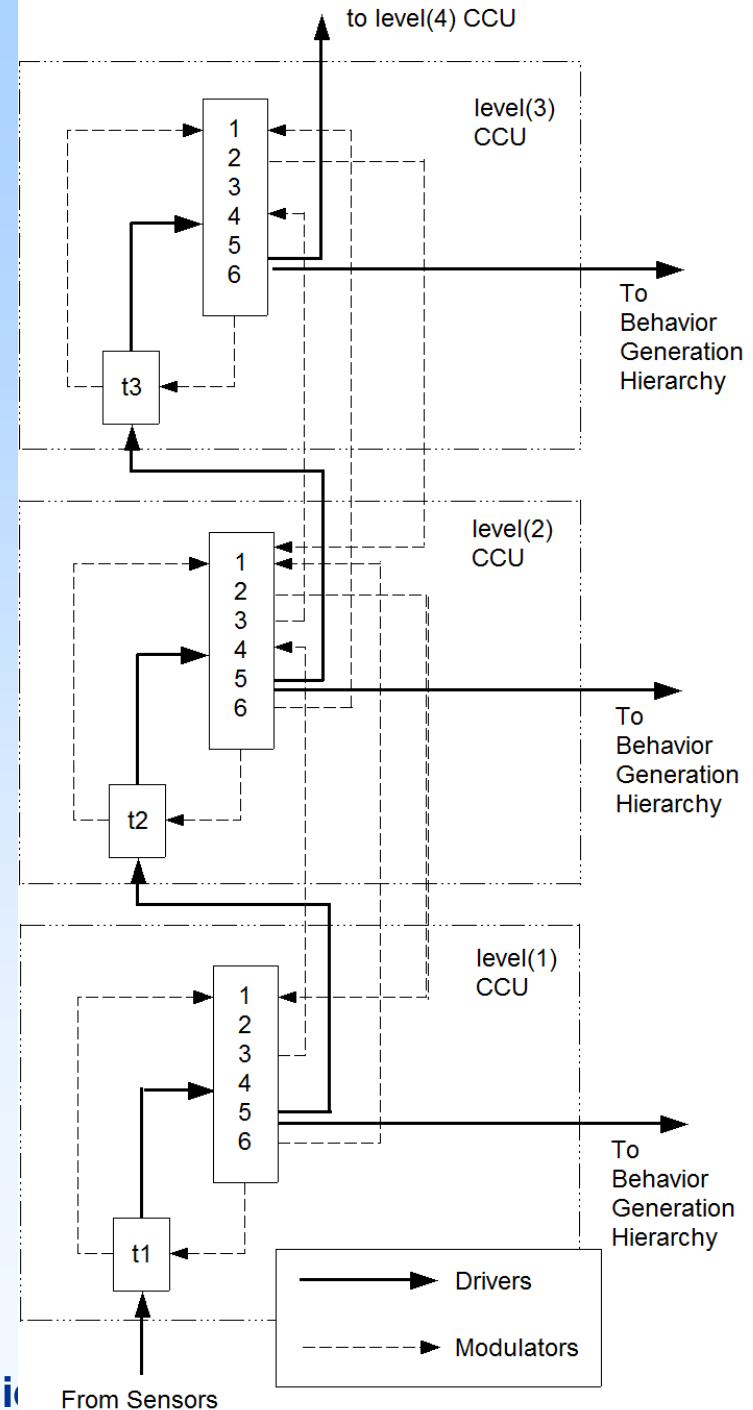 to level(4) CCU
level(3)
CCU
1
2
3
4
5
6
t3
To
Behavior
Generation
Hierarchy
level(2)
CCU
1
2
3
4
5
6
t2
To
Behavior
Generation
Hierarchy
level(1)
CCU
1
2
3
4
5
6
t1
To
Behavior
Generation
Hierarchy
Drivers
Modulators
From Sensors